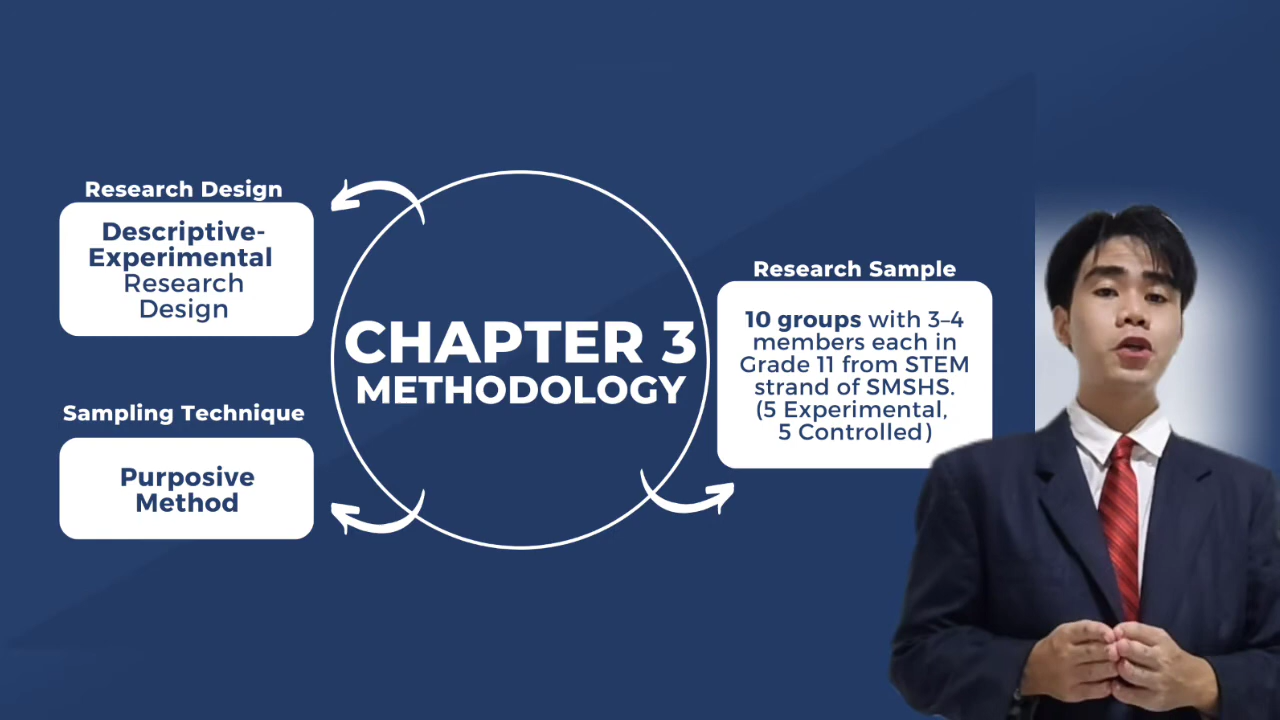 Research Design
Descriptive-
Experimental
Research
Design
Sampling Technique
Purposive
Method
CHAPTER 3
METHODOLOGY
Research Sample
10 groups with 3–4
members each in
Grade 11 from STEM
strand of SMSHS.
(5 Experimental,
5 Controlled)